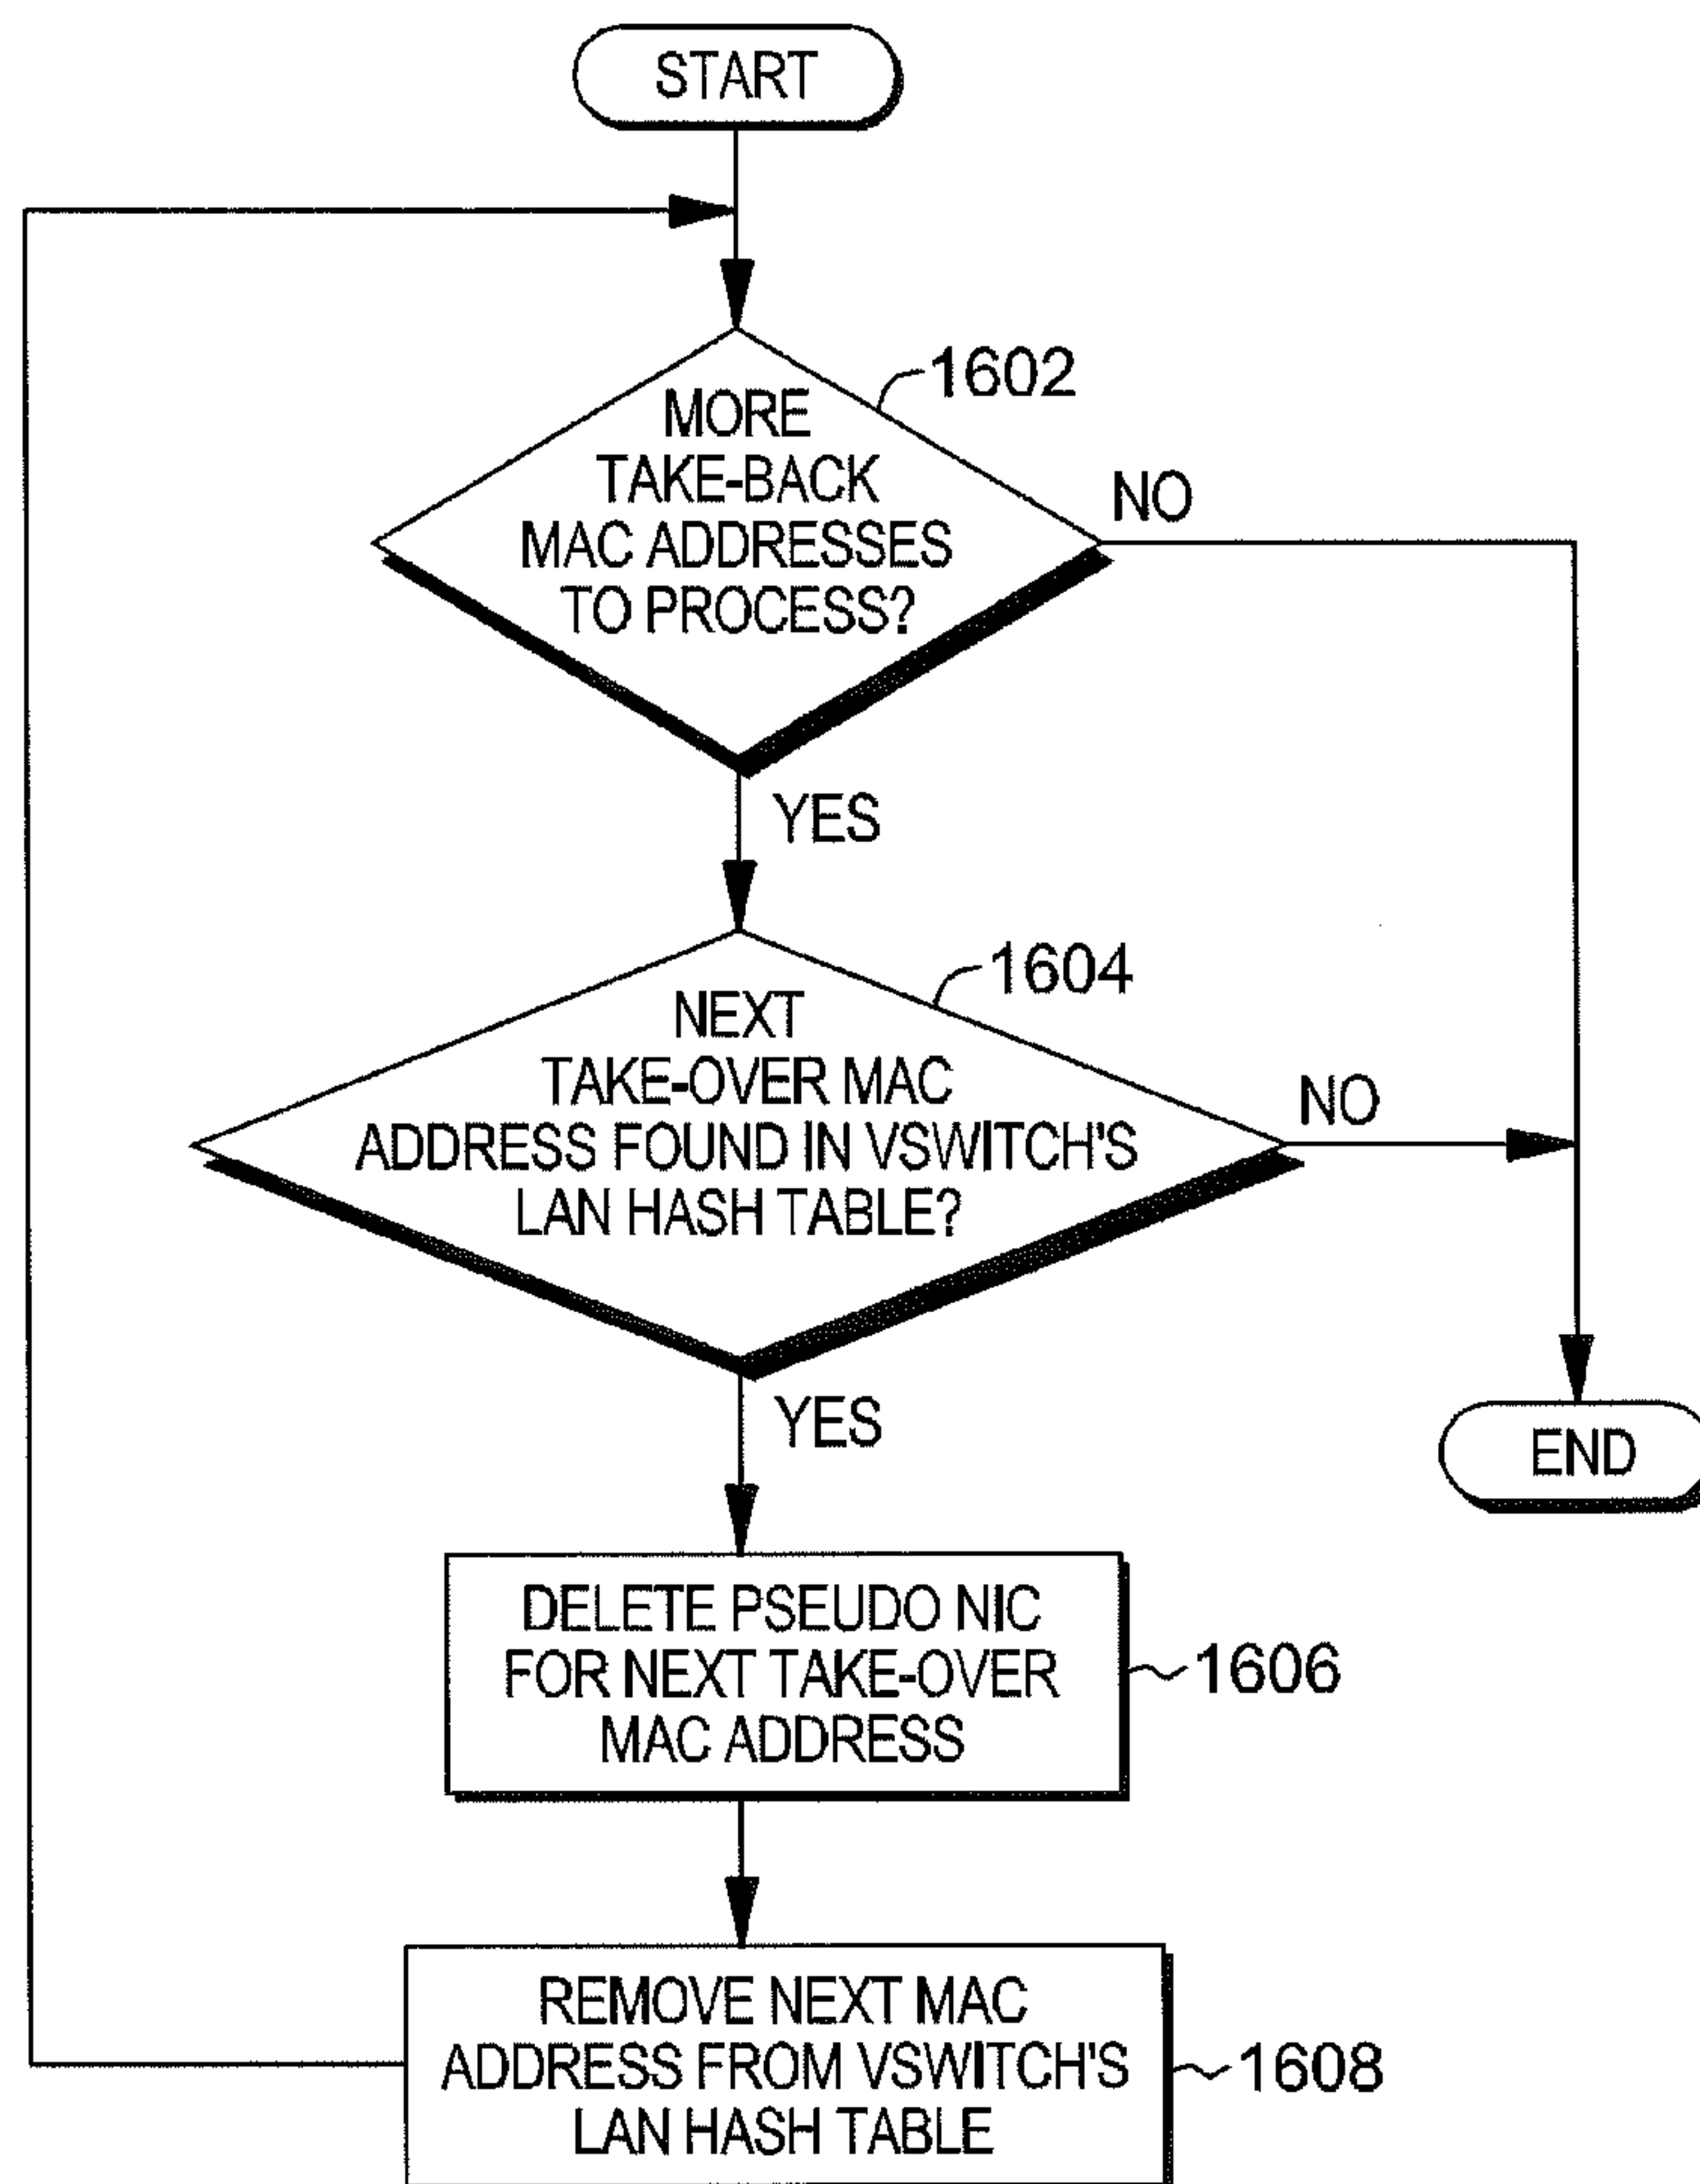 START
1602
MORE
TAKE-BACK
MAC ADDRESSES
TO PROCESS?
NO
YES
1604
NEXT
TAKE-OVER MAC
ADDRESS FOUND IN VSWITCH'S
LAN HASH TABLE?
NO
YES
END
DELETE PSEUDO NIC
FOR NEXT TAKE-OVER
MAC ADDRESS
1606
REMOVE NEXT MAC
ADDRESS FROM VSWITCH'S
LAN HASH TABLE
1608